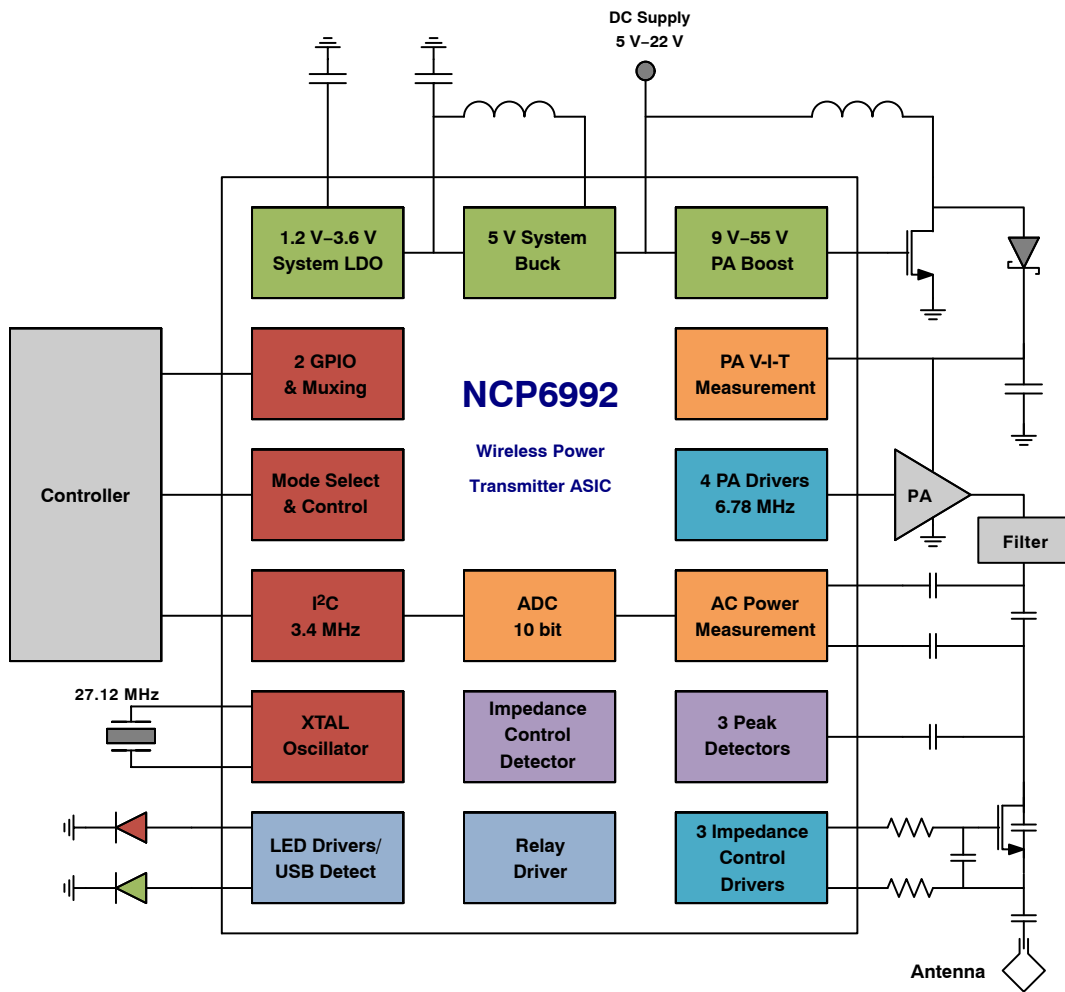 DC Supply
5 V–22 V
1.2 V–3.6 V
System LDO
5 V System
Buck
9 V–55 V
PA Boost
Controller
2 GPIO
& Muxing
NCP6992
Wireless Power
Transmitter ASIC
PA V-I-T
Measurement
Mode Select
& Control
4 PA Drivers
6.78 MHz
PA
Filter
I²C
3.4 MHz
ADC
10 bit
AC Power
Measurement
27.12 MHz
XTAL
Oscillator
Impedance
Control
Detector
3 Peak
Detectors
LED Drivers/
USB Detect
Relay
Driver
3 Impedance
Control
Drivers
Antenna